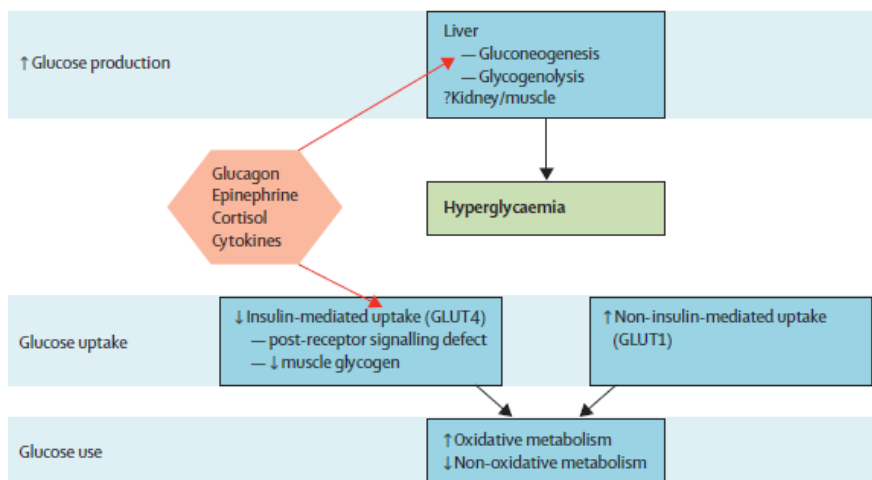 ↑Glucose production
Liver
— Gluconeogenesis
— Glycogenolysis
?Kidney/muscle
Glucagon
Epinephrine
Cortisol
Cytokines
Hyperglycaemia
Glucose uptake
↓Insulin-mediated uptake (GLUT4)
— post-receptor signalling defect
— ↓muscle glycogen
↑Non-insulin-mediated uptake
(GLUT1)
Glucose use
↑Oxidative metabolism
↓Non-oxidative metabolism